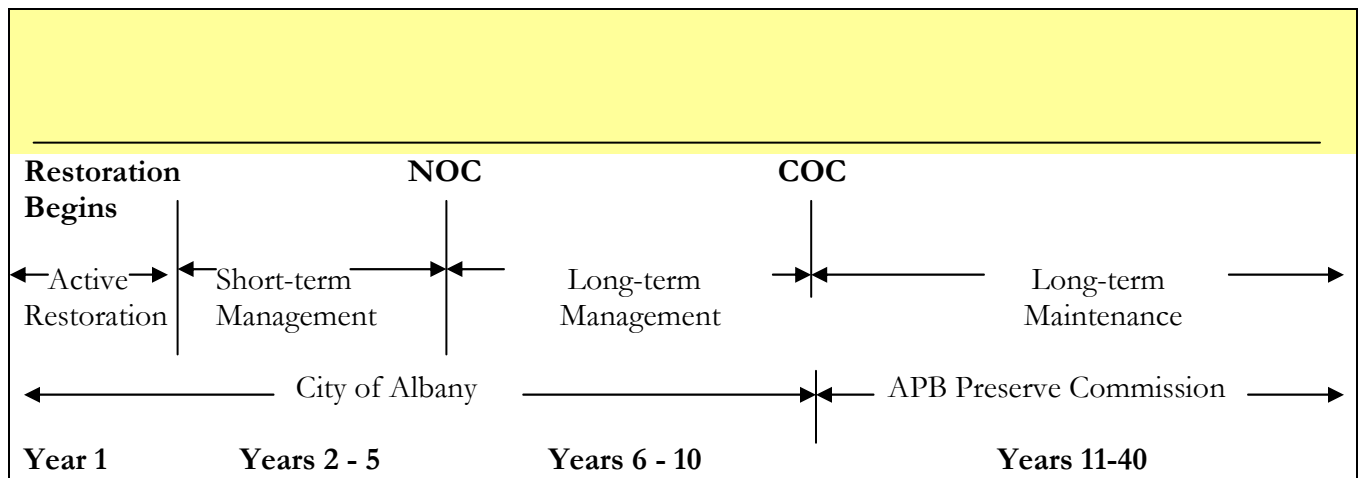 Restoration NOC COC
Begins
Active Short-term Long-term Long-term
Restoration Management Management Maintenance
City of Albany APB Preserve Commission
Year 1 Years 2 - 5 Years 6 - 10 Years 11-40